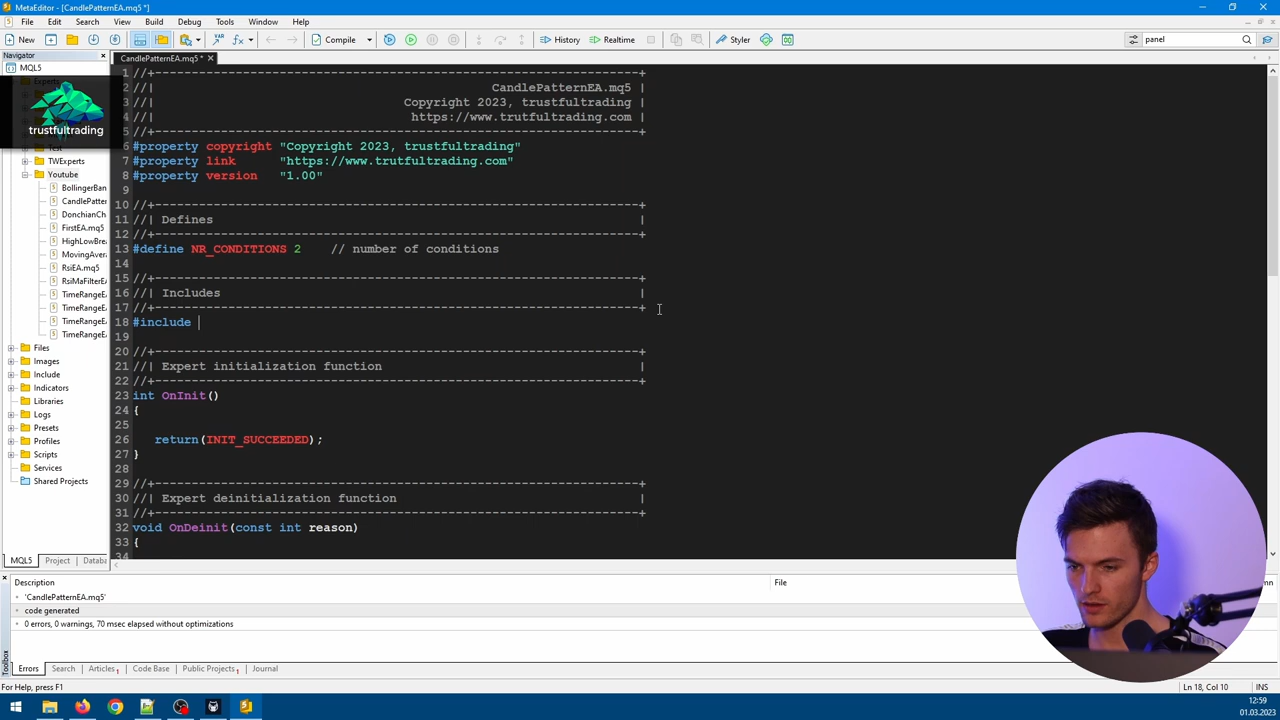 MetaEditor - [CandlePatternEA.mq5 *]
File Edit Search View Build Debug Tools Window Help
New Compile History Realtime Styler panel
Navigator
MQL5
trustfultrading
TWExperts
Youtube
BollingerBan
CandlePatter
DonchianCh
FirstEA.mq5
HighLowBre
MovingAvera
RsiEA.mq5
RsiMaFilterEA
TimeRangeE
TimeRangeE
TimeRangeE
TimeRangeE
Files
Images
Include
Indicators
Libraries
Logs
Presets
Profiles
Scripts
Services
Shared Projects
MQL5 Project Databa
CandlePatternEA.mq5 *
1 //+------------------------------------------------------------------+
2 //| CandlePatternEA.mq5 |
3 //| Copyright 2023, trustfultrading |
4 //| https://www.trutfultrading.com |
5 //+------------------------------------------------------------------+
6 #property copyright "Copyright 2023, trustfultrading"
7 #property link "https://www.trutfultrading.com"
8 #property version "1.00"
9
10 //+------------------------------------------------------------------+
11 //| Defines |
12 //+------------------------------------------------------------------+
13 #define NR_CONDITIONS 2 // number of conditions
14
15 //+------------------------------------------------------------------+
16 //| Includes |
17 //+------------------------------------------------------------------+
18 #include
19
20 //+------------------------------------------------------------------+
21 //| Expert initialization function |
22 //+------------------------------------------------------------------+
23 int OnInit()
24 {
25
26 return(INIT_SUCCEEDED);
27 }
28
29 //+------------------------------------------------------------------+
30 //| Expert deinitialization function |
31 //+------------------------------------------------------------------+
32 void OnDeinit(const int reason)
33 {
34
Description File
'CandlePatternEA.mq5'
code generated
0 errors, 0 warnings, 70 msec elapsed without optimizations
Toolbox
Errors Search Articles 1 Code Base Public Projects 1 Journal
For Help, press F1 Ln 18, Col 10 INS
12:59
01.03.2023